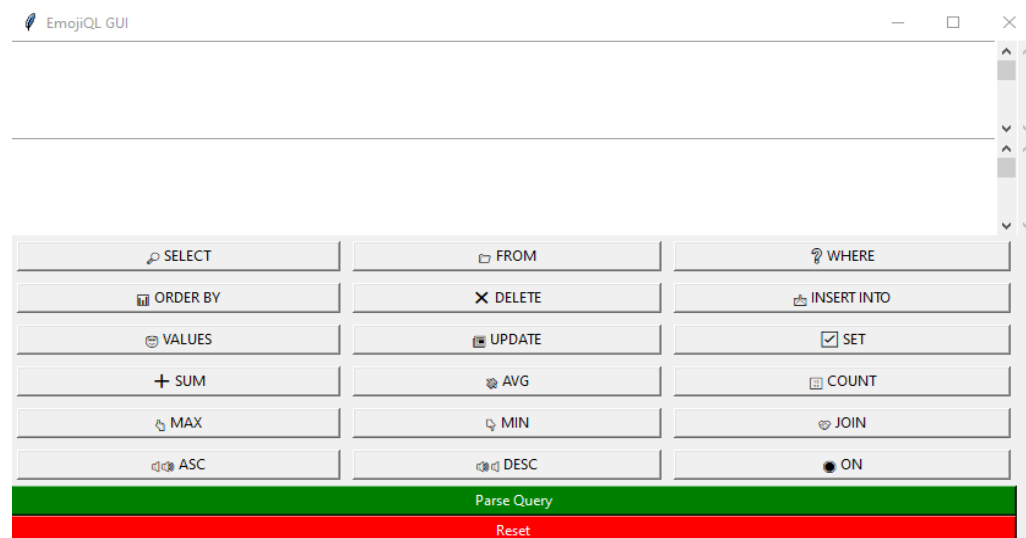 EmojiQL GUI
🔎 SELECT 📂 FROM ❓ WHERE
📊 ORDER BY ❌ DELETE 📥 INSERT INTO
VALUES UPDATE ☑ SET
➕ SUM AVG 🔢 COUNT
👆 MAX 👇 MIN 🤝 JOIN
🔈🔊 ASC 🔊🔈 DESC ON
Parse Query
Reset